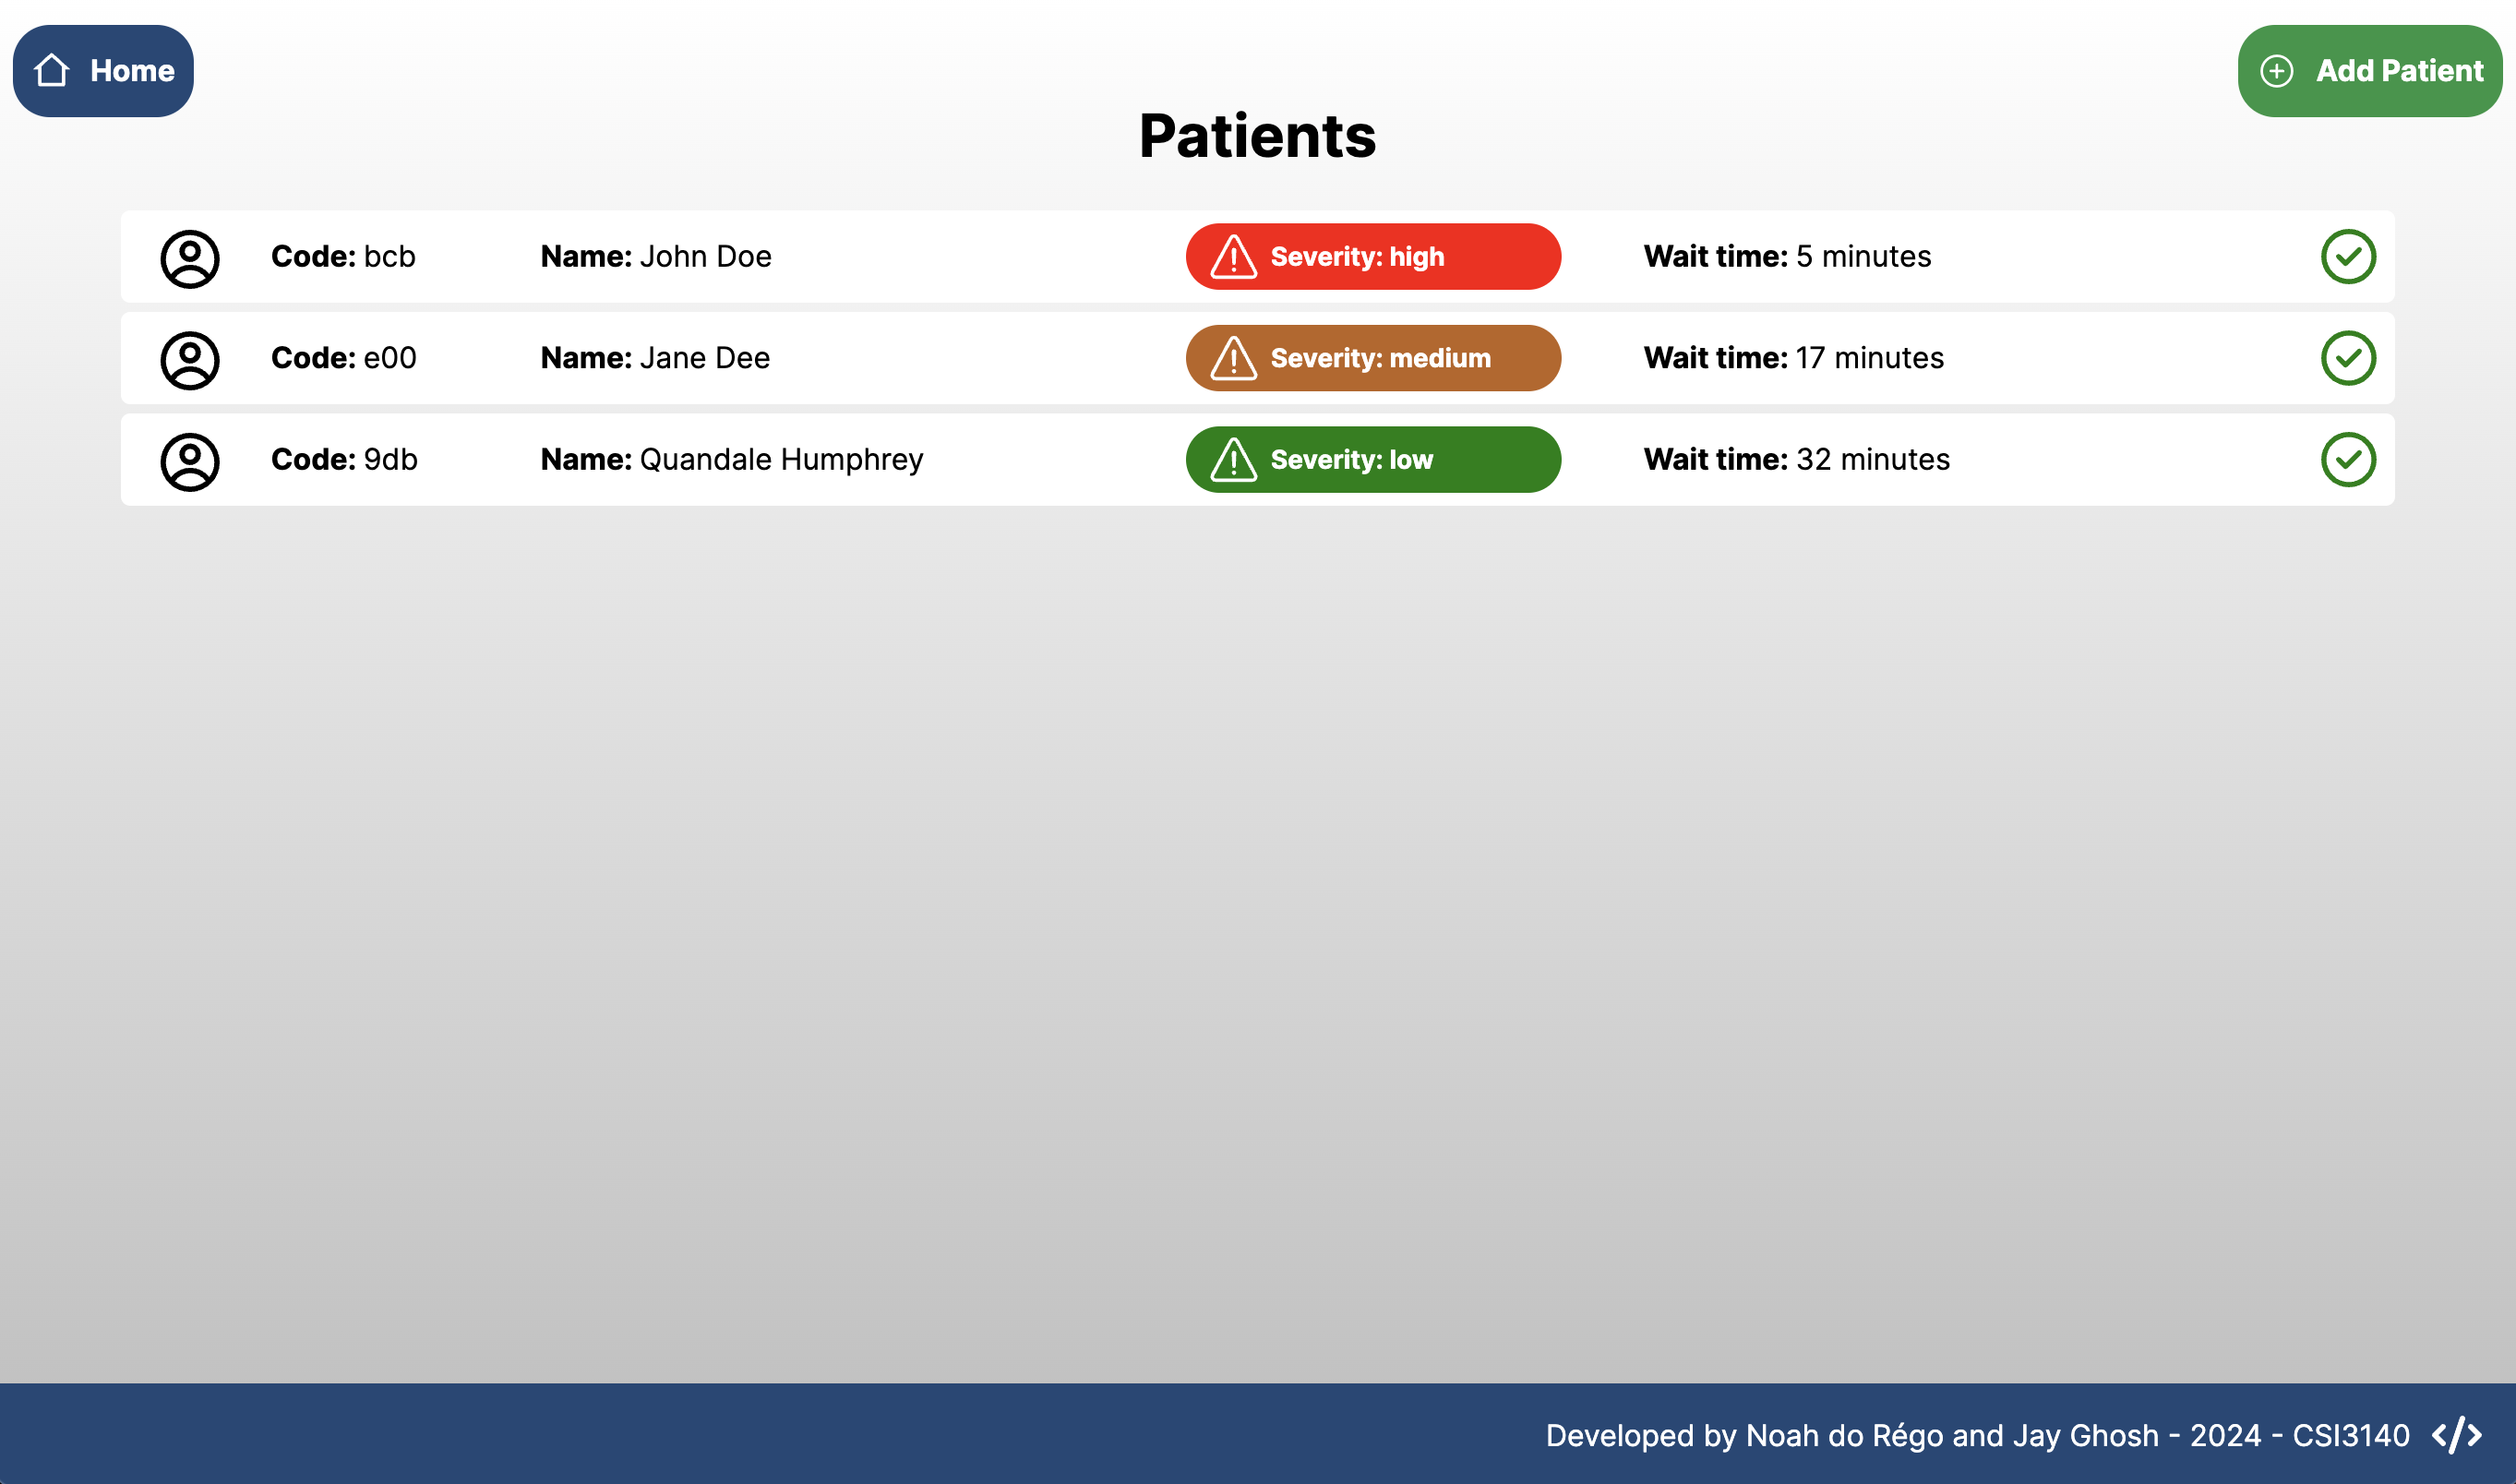 Home
Add Patient
Patients
Code: bcb Name: John Doe Severity: high Wait time: 5 minutes
Code: e00 Name: Jane Dee Severity: medium Wait time: 17 minutes
Code: 9db Name: Quandale Humphrey Severity: low Wait time: 32 minutes
Developed by Noah do Régo and Jay Ghosh - 2024 - CSI3140